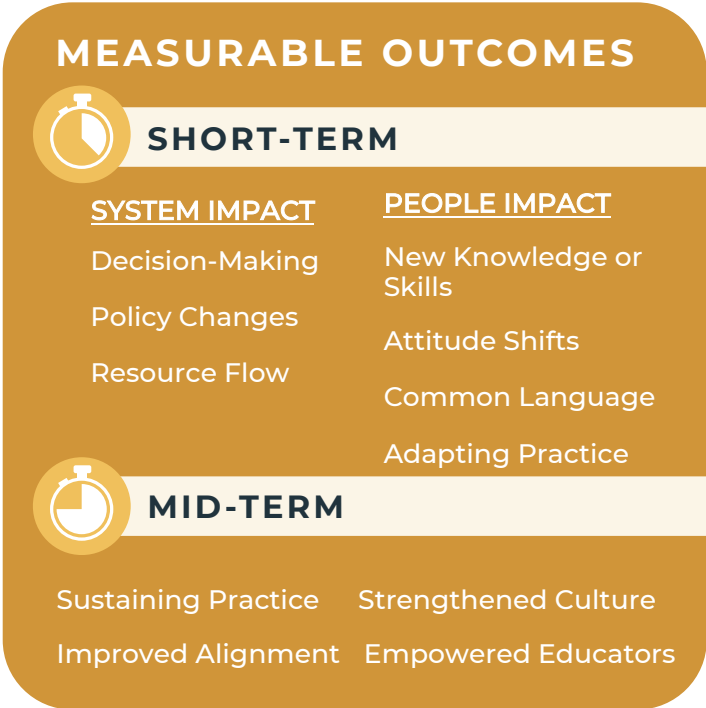 MEASURABLE OUTCOMES
SHORT-TERM
SYSTEM IMPACT
Decision-Making
Policy Changes
Resource Flow
PEOPLE IMPACT
New Knowledge or
Skills
Attitude Shifts
Common Language
Adapting Practice
MID-TERM
Sustaining Practice
Strengthened Culture
Improved Alignment
Empowered Educators